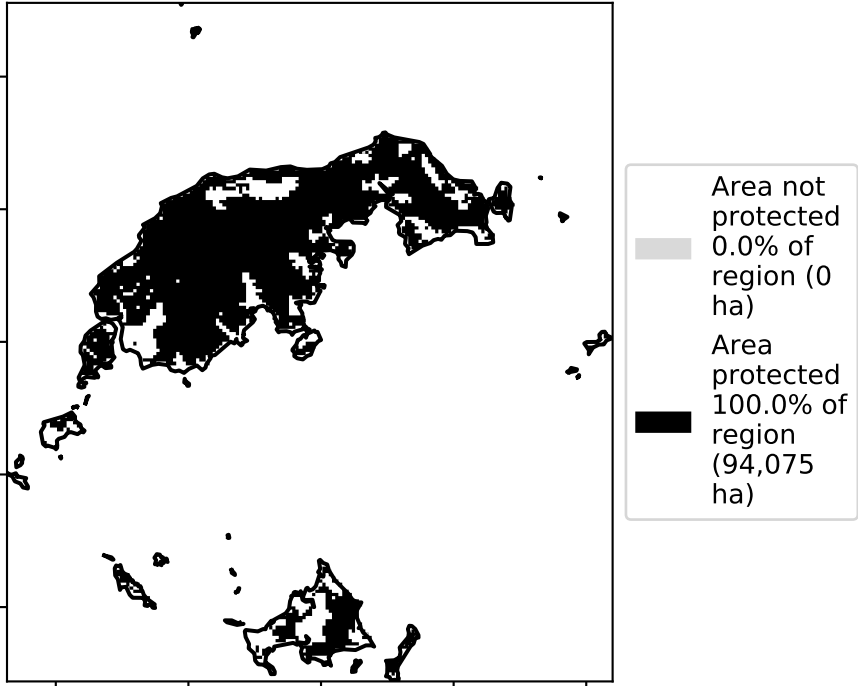 Area not
protected
0.0% of
region (0
ha)
Area
protected
100.0% of
region
(94,075
ha)